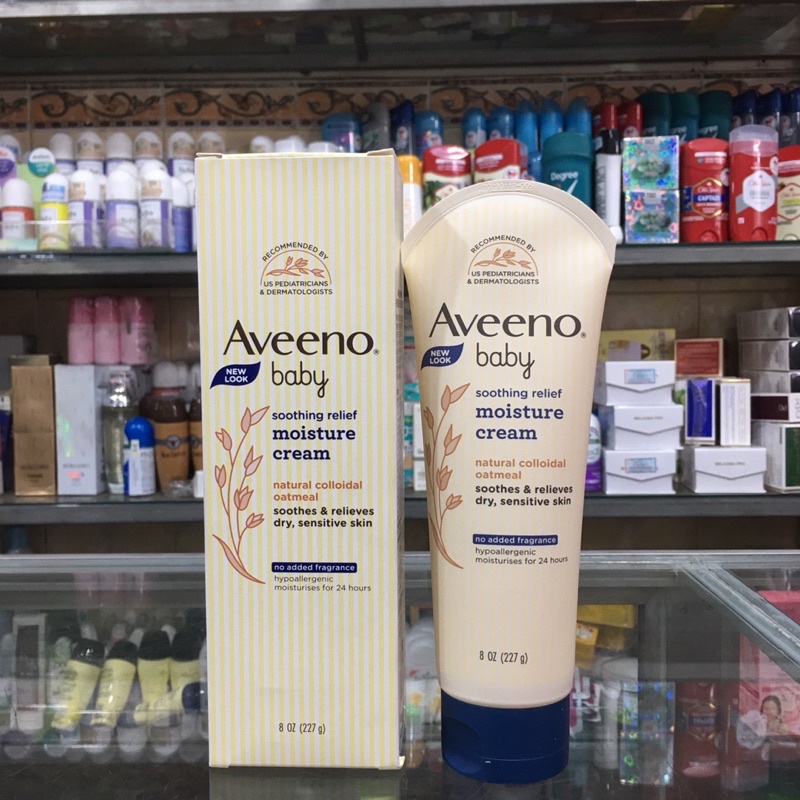 RECOMMENDED BY
US PEDIATRICIANS
& DERMATOLOGISTS
Aveeno®
NEW
LOOK
baby
soothing relief
moisture
cream
natural colloidal
oatmeal
soothes & relieves
dry, sensitive skin
no added fragrance
hypoallergenic
moisturises for 24 hours
8 OZ (227 g)
RECOMMENDED BY
US PEDIATRICIANS
& DERMATOLOGISTS
Aveeno®
NEW
LOOK
baby
soothing relief
moisture
cream
natural colloidal
oatmeal
soothes & relieves
dry, sensitive skin
no added fragrance
hypoallergenic
moisturises for 24 hours
8 OZ (227 g)
Degree
Old Spice
CAPTAIN